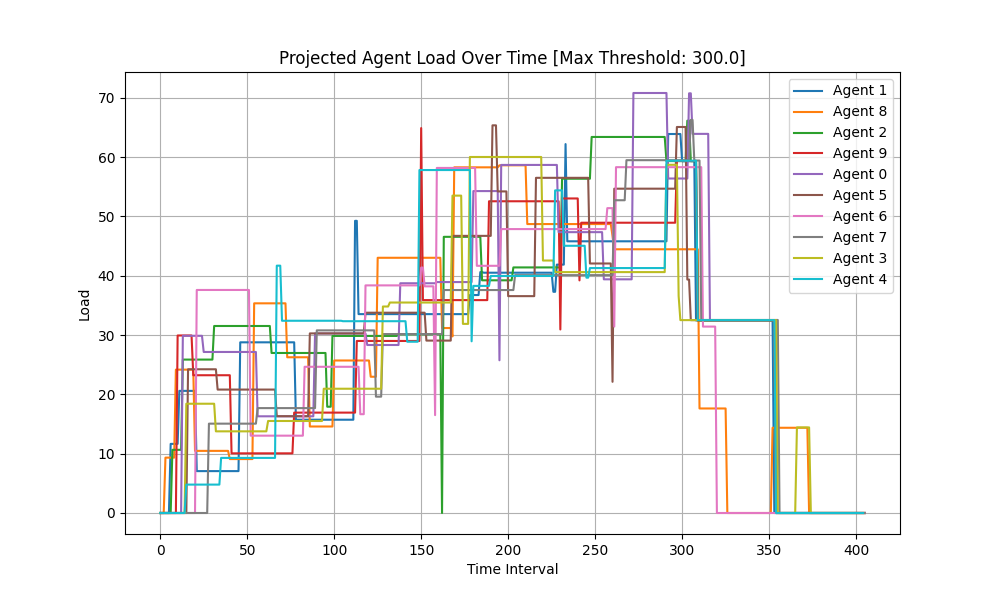 Projected Agent Load Over Time [Max Threshold: 300.0]
Load
70
60
50
40
30
20
10
0
Agent 1
Agent 8
Agent 2
Agent 9
Agent 0
Agent 5
Agent 6
Agent 7
Agent 3
Agent 4
0 50 100 150 200 250 300 350 400
Time Interval